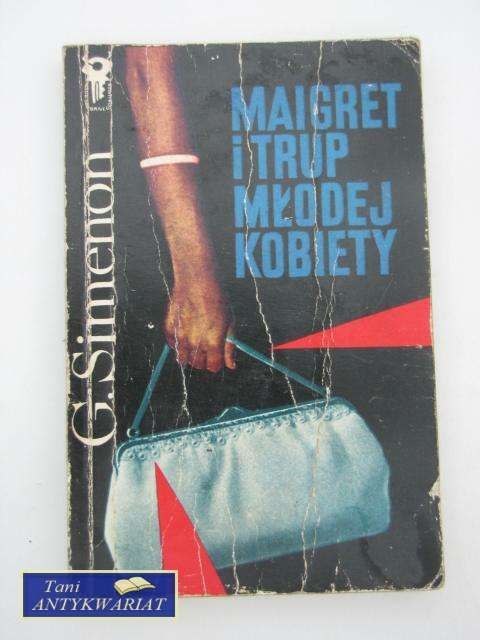 MAIGRET
i TRUP
MŁODEJ
KOBIETY
G. Simenon
Tani
ANTYKWARIAT